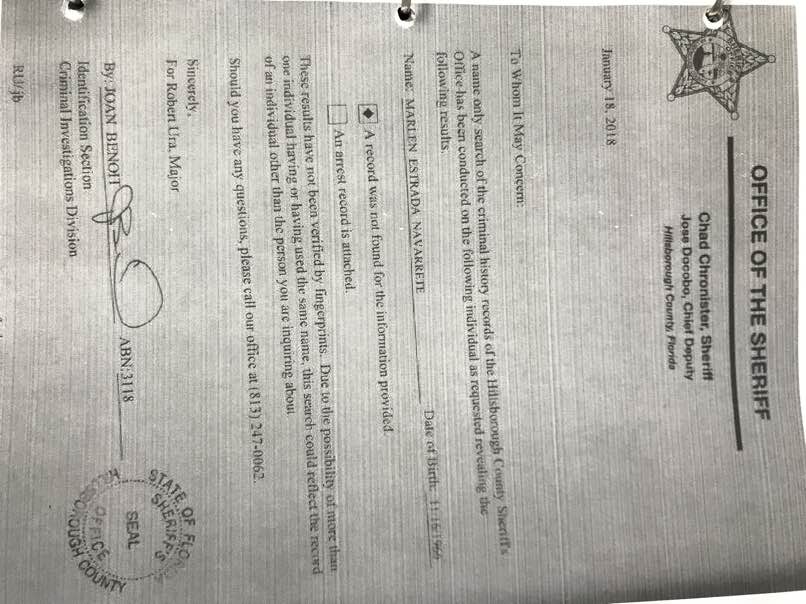 OFFICE OF THE SHERIFF
Chad Chronister, Sheriff
Jose Docobo, Chief Deputy
Hillsborough County, Florida
January 18, 2018
To Whom It May Concern:
A name only search of the criminal history records of the Hillsborough County Sheriff's
Office has been conducted on the following individual as requested revealing the
following results.
Name: MARLEN ESTRADA NAVARRETE Date of Birth: 11/16/1966
A record was not found for the information provided.
An arrest record is attached.
These results have not been verified by fingerprints. Due to the possibility of more than
one individual having or having used the same name, this search could reflect the record
of an individual other than the person you are inquiring about
Should you have any questions, please call our office at (813) 247-0062.
Sincerely,
For Robert Ura, Major
By: JOAN BENOIT ABN: 3118
Identification Section
Criminal Investigations Division
RU/jb
STATE OF FLORIDA
SHERIFF'S
SEAL
OFFICE
COUNTY